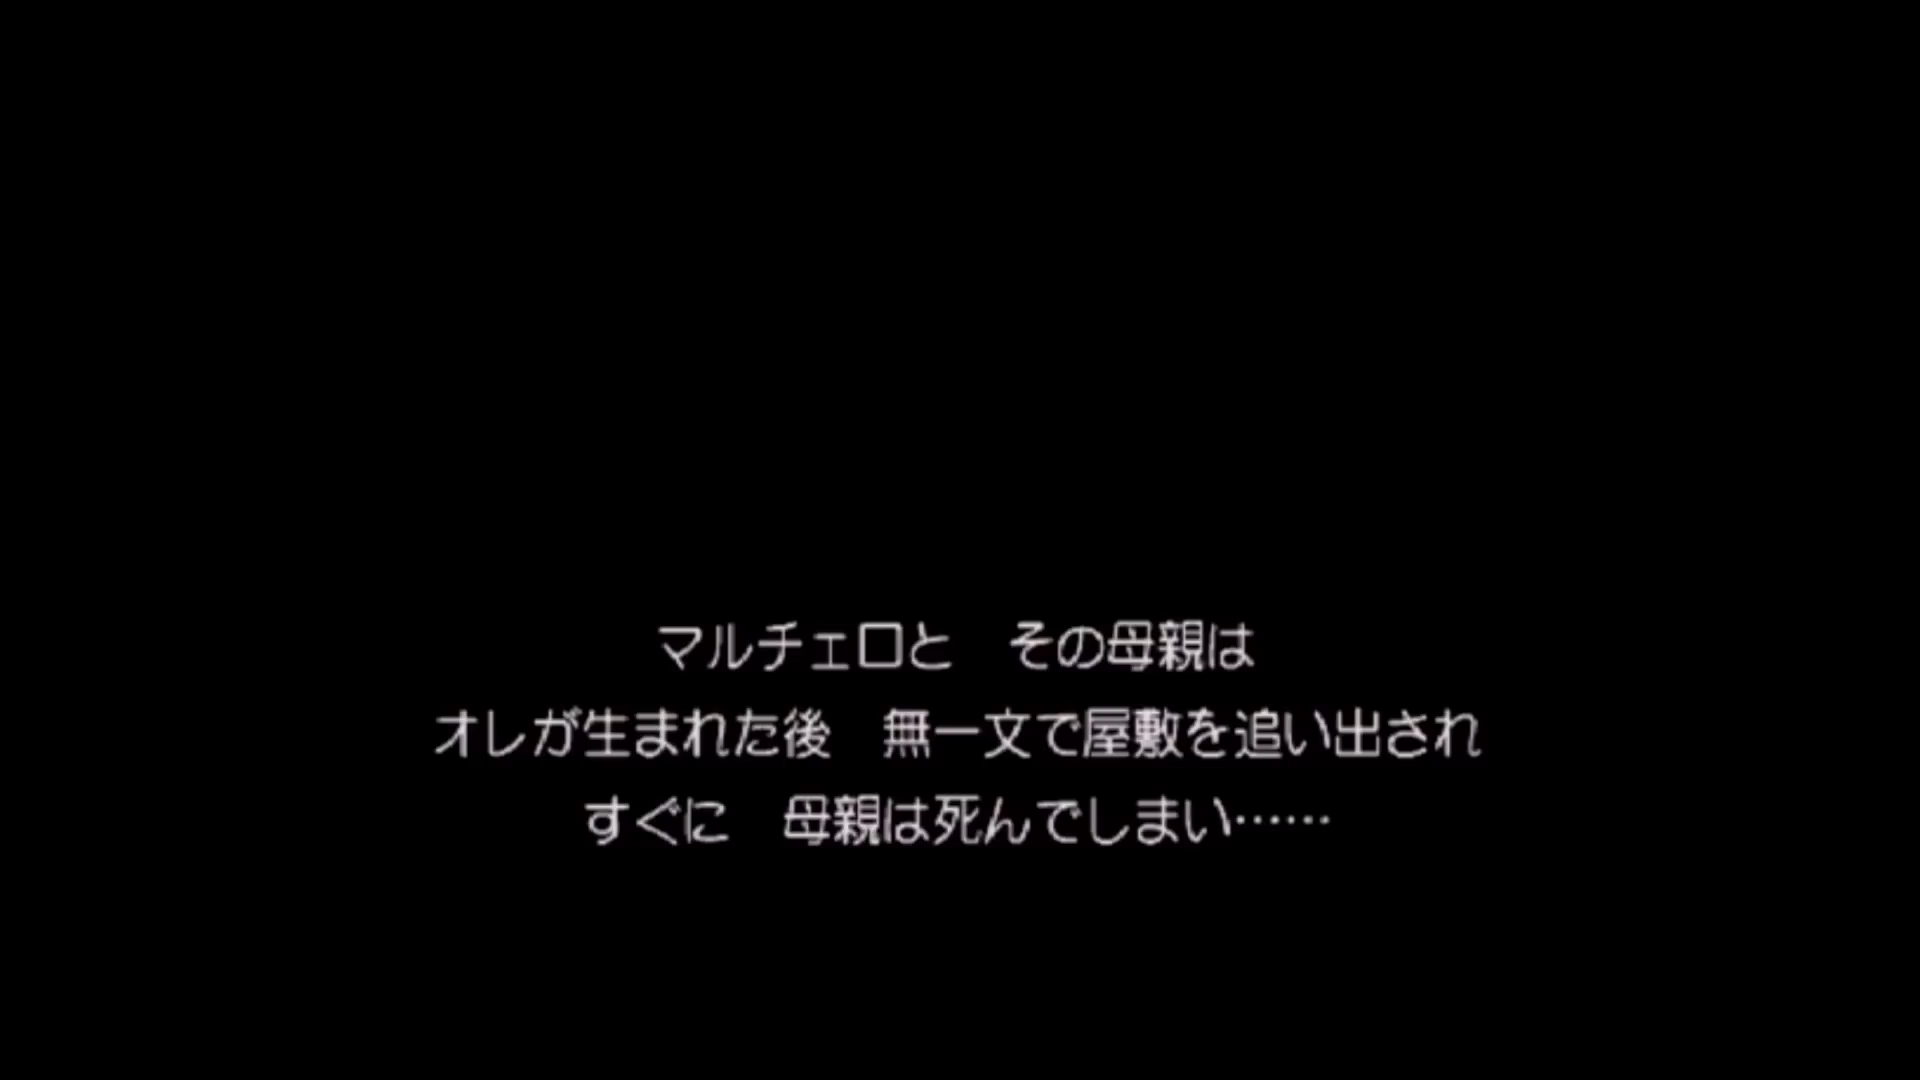 マルチェロと　その母親は
オレが生まれた後　無一文で屋敷を追い出され
すぐに　母親は死んでしまい……